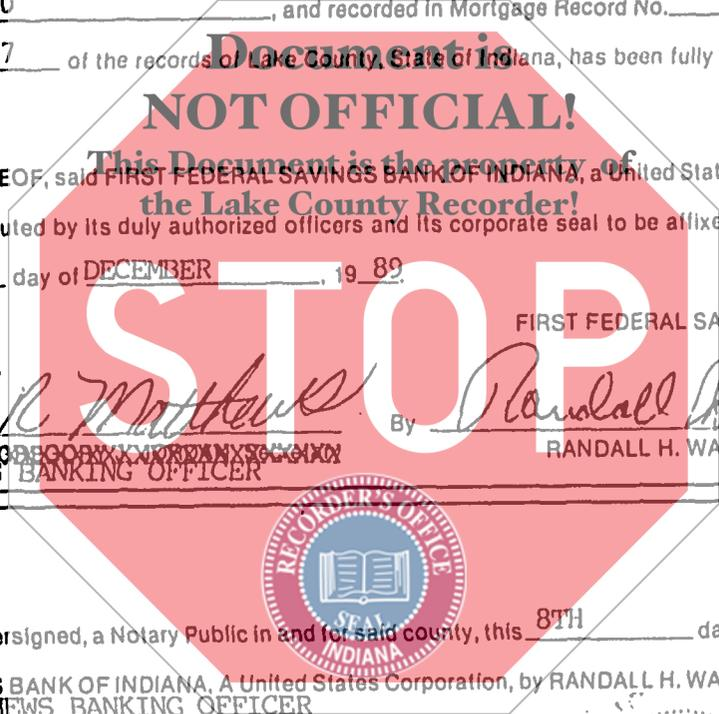 , and recorded in Mortgage Record No.
7 of the records of Lake County, State of Indiana, has been fully
Document is
NOT OFFICIAL!
This Document is the property of
the Lake County Recorder!
EOF, said FIRST FEDERAL SAVINGS BANK OF INDIANA, a United Stat
uted by its duly authorized officers and its corporate seal to be affixe
day of DECEMBER, 19 89.
STOP
FIRST FEDERAL SA
R Matthews By Randall
RANDALL H. WA
BANKING OFFICER
RECORDER'S OFFICE
SEAL
INDIANA
ersigned, a Notary Public in and for said county, this 8TH da
S BANK OF INDIANA, A United States Corporation, by RANDALL H. WA
EWS BANKING OFFICER